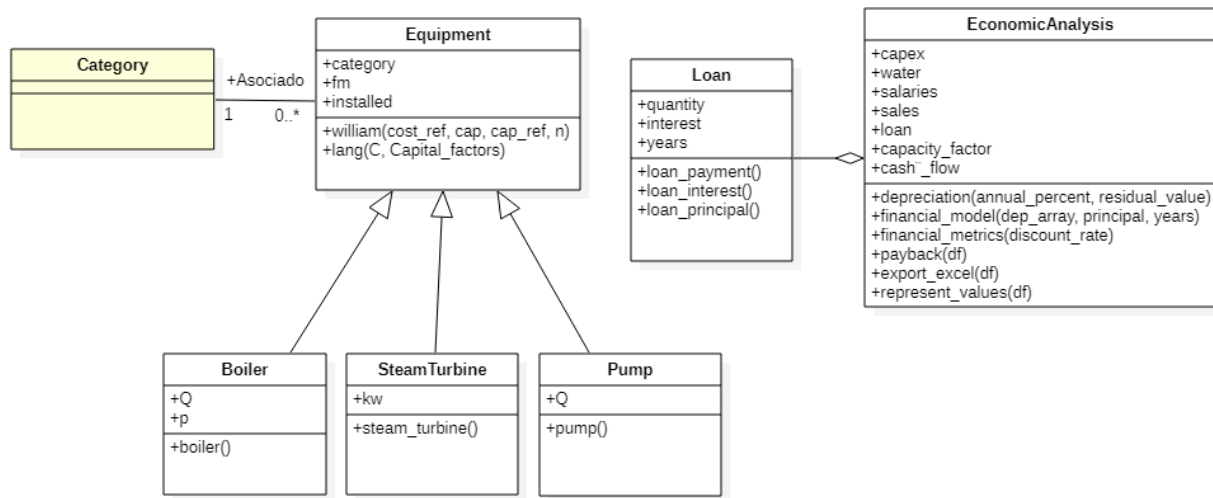 Category
+Asociado
1
0..*
Equipment
+category
+fm
+installed
+william(cost_ref, cap, cap_ref, n)
+lang(C, Capital_factors)
Loan
+quantity
+interest
+years
+loan_payment()
+loan_interest()
+loan_principal()
EconomicAnalysis
+capex
+water
+salaries
+sales
+loan
+capacity_factor
+cash¨_flow
+depreciation(annual_percent, residual_value)
+financial_model(dep_array, principal, years)
+financial_metrics(discount_rate)
+payback(df)
+export_excel(df)
+represent_values(df)
Boiler
+Q
+p
+boiler()
SteamTurbine
+kw
+steam_turbine()
Pump
+Q
+pump()